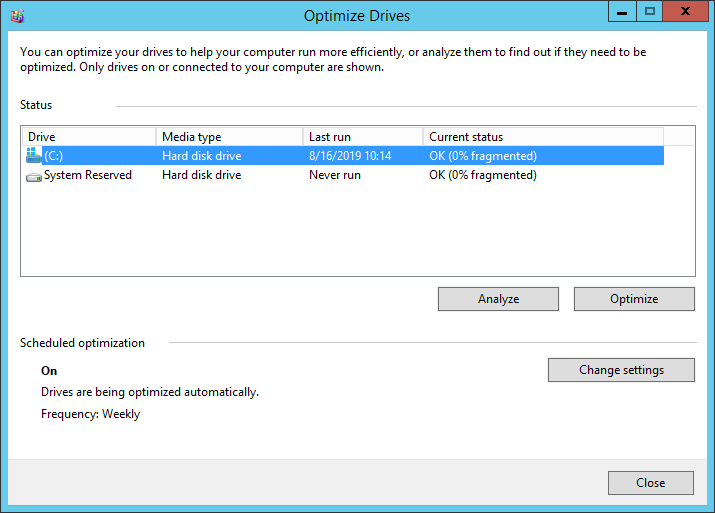 Optimize Drives
You can optimize your drives to help your computer run more efficiently, or analyze them to find out if they need to be
optimized. Only drives on or connected to your computer are shown.
Status
Drive Media type Last run Current status
(C:) Hard disk drive 8/16/2019 10:14 OK (0% fragmented)
System Reserved Hard disk drive Never run OK (0% fragmented)
Analyze Optimize
Scheduled optimization
On
Change settings
Drives are being optimized automatically.
Frequency: Weekly
Close